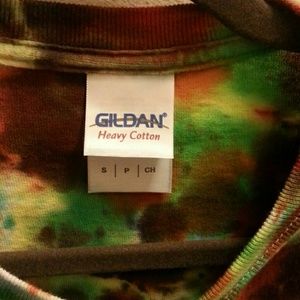 GILDAN®
Heavy Cotton
S | P | CH